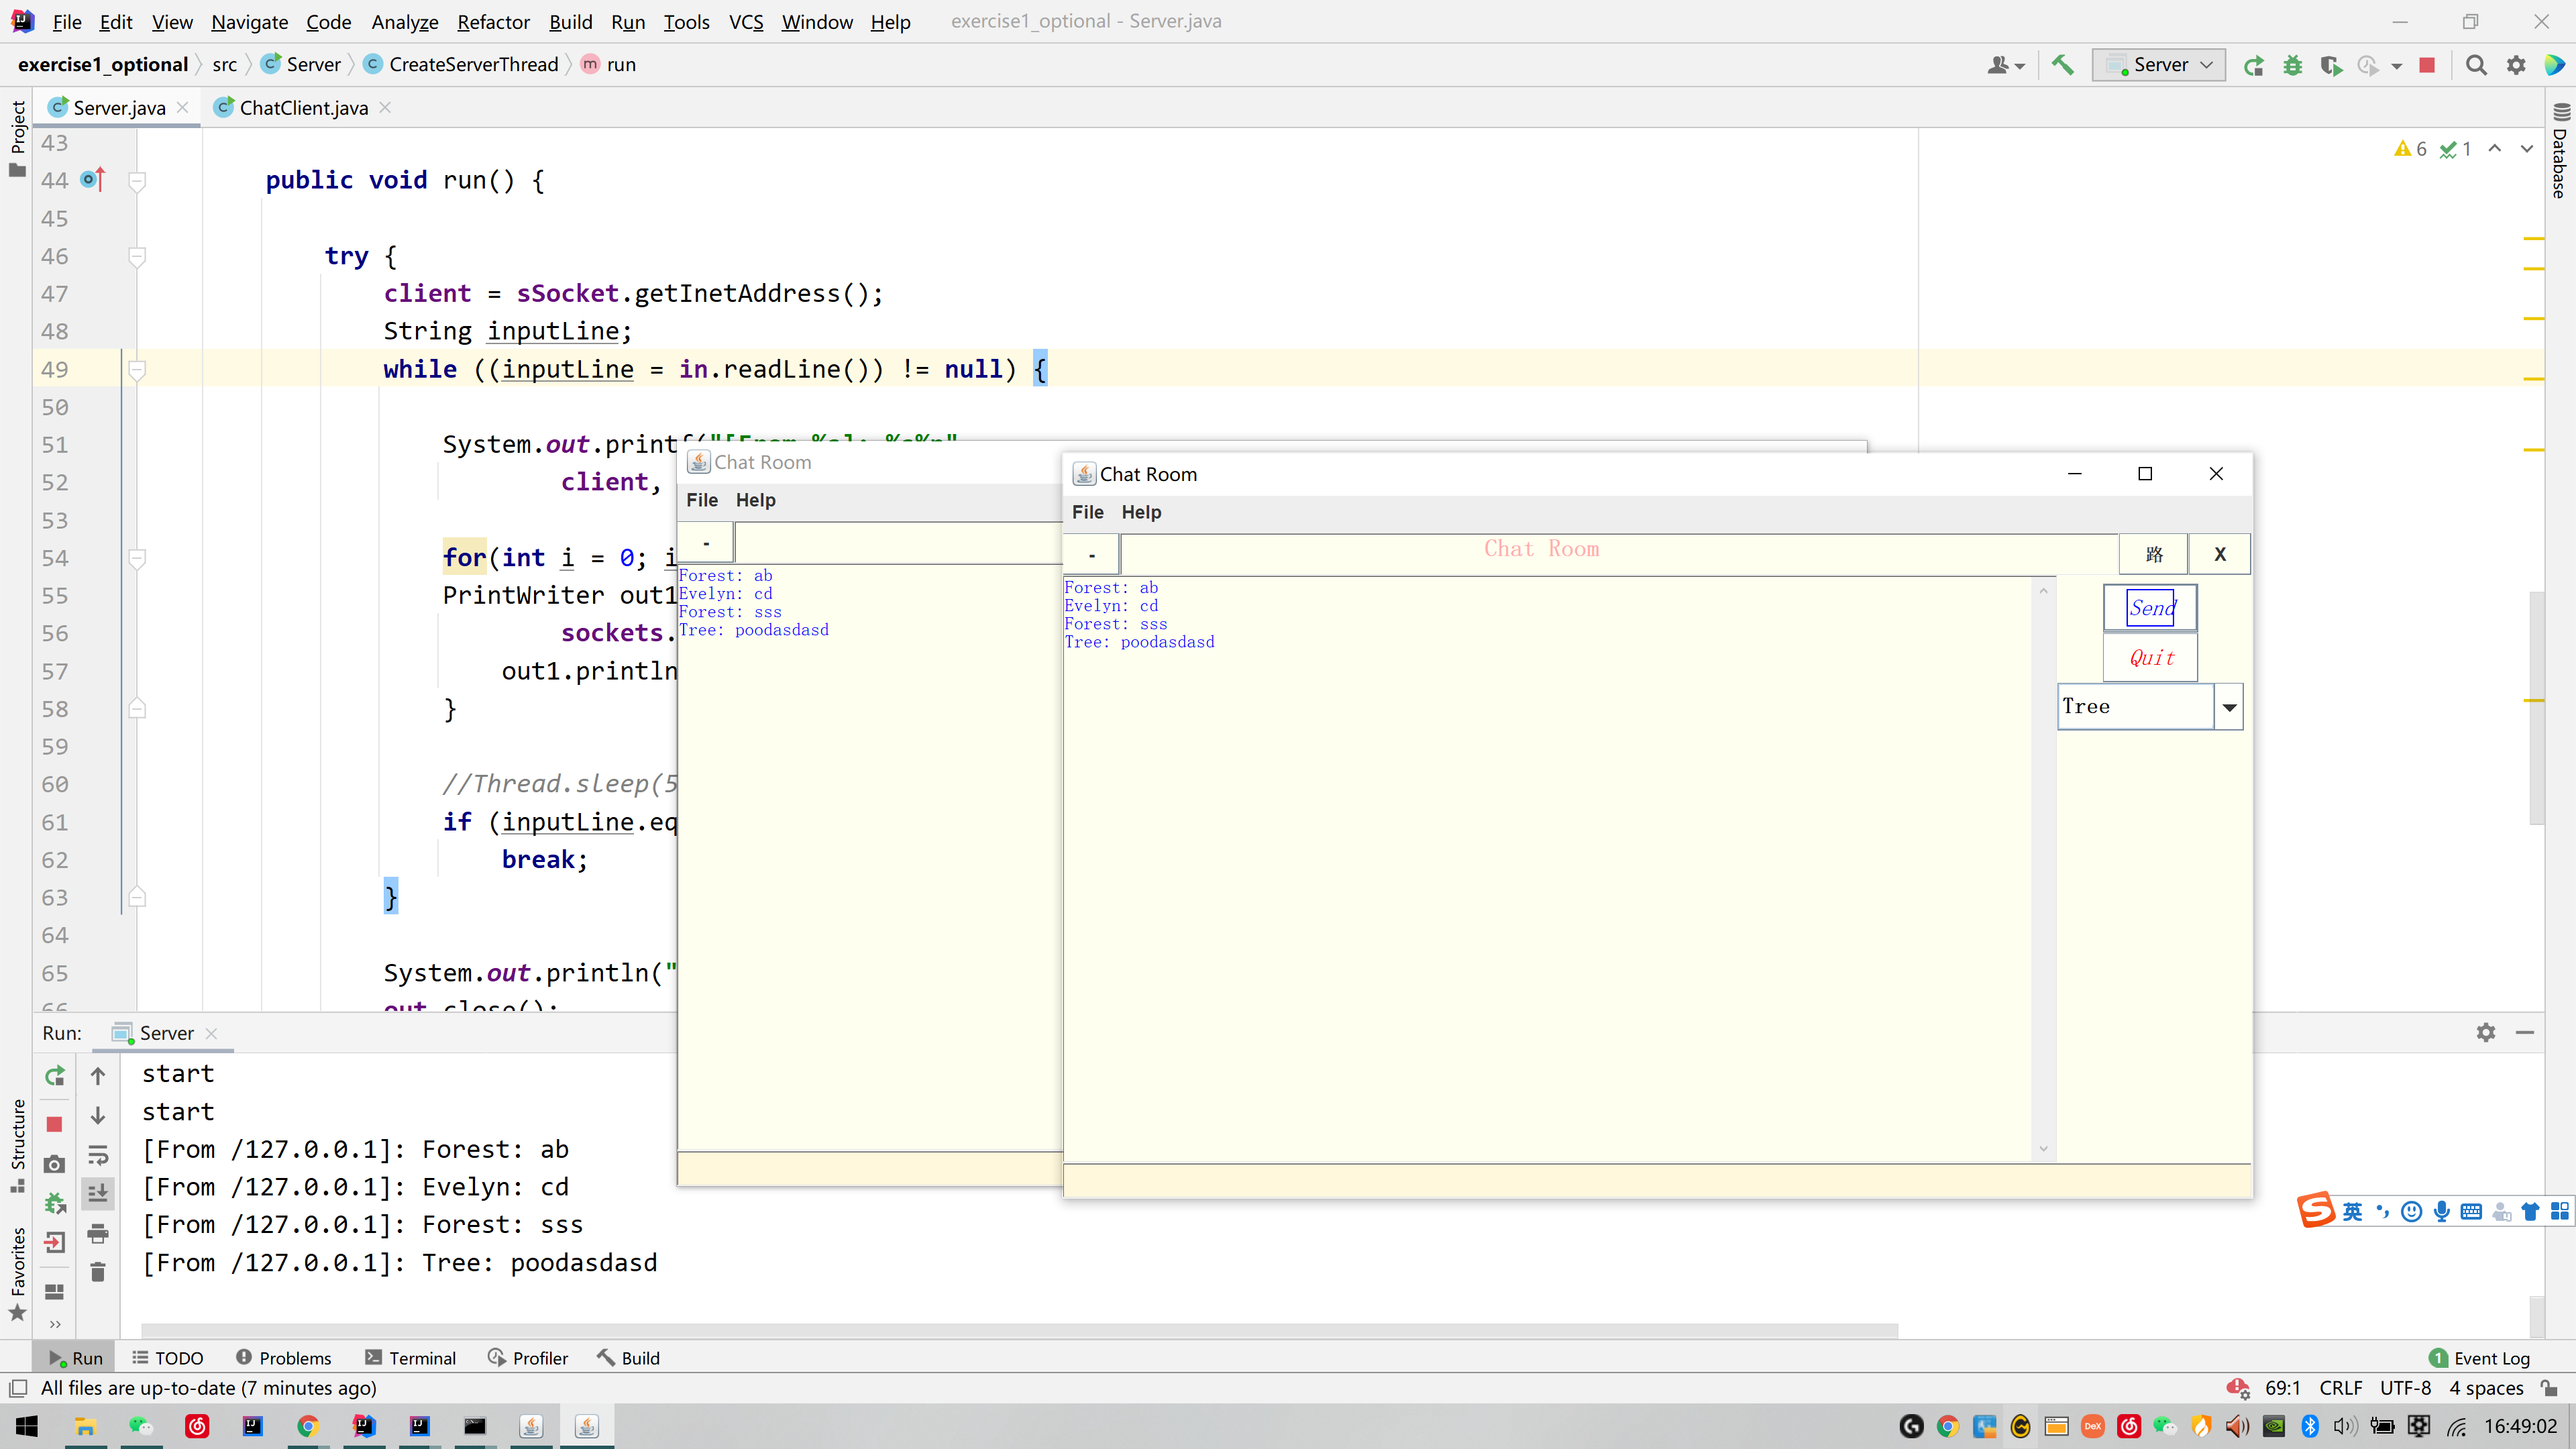 File Edit View Navigate Code Analyze Refactor Build Run Tools VCS Window Help exercise1_optional - Server.java
exercise1_optional src Server CreateServerThread run Server
Server.java ChatClient.java
Project
Database
6 1
43
44 public void run() {
45
46 try {
47 client = sSocket.getInetAddress();
48 String inputLine;
49 while ((inputLine = in.readLine()) != null) {
50
51 System.out.printf("[From %s]: %s%n"
52 client,
53
54 for(int i = 0; i
55 PrintWriter out1
56 sockets.
57 out1.println
58 }
59
60 //Thread.sleep(5
61 if (inputLine.eq
62 break;
63 }
64
65 System.out.println("
66 out.close();
Chat Room
File Help
-
Forest: ab
Evelyn: cd
Forest: sss
Tree: poodasdasd
Chat Room
File Help
- Chat Room 路 X
Forest: ab
Evelyn: cd
Forest: sss
Tree: poodasdasd
Send
Quit
Tree
Run: Server
start
start
[From /127.0.0.1]: Forest: ab
[From /127.0.0.1]: Evelyn: cd
[From /127.0.0.1]: Forest: sss
[From /127.0.0.1]: Tree: poodasdasd
Structure
Favorites
英
Run TODO Problems Terminal Profiler Build 1 Event Log
All files are up-to-date (7 minutes ago) 69:1 CRLF UTF-8 4 spaces
DeX
16:49:02